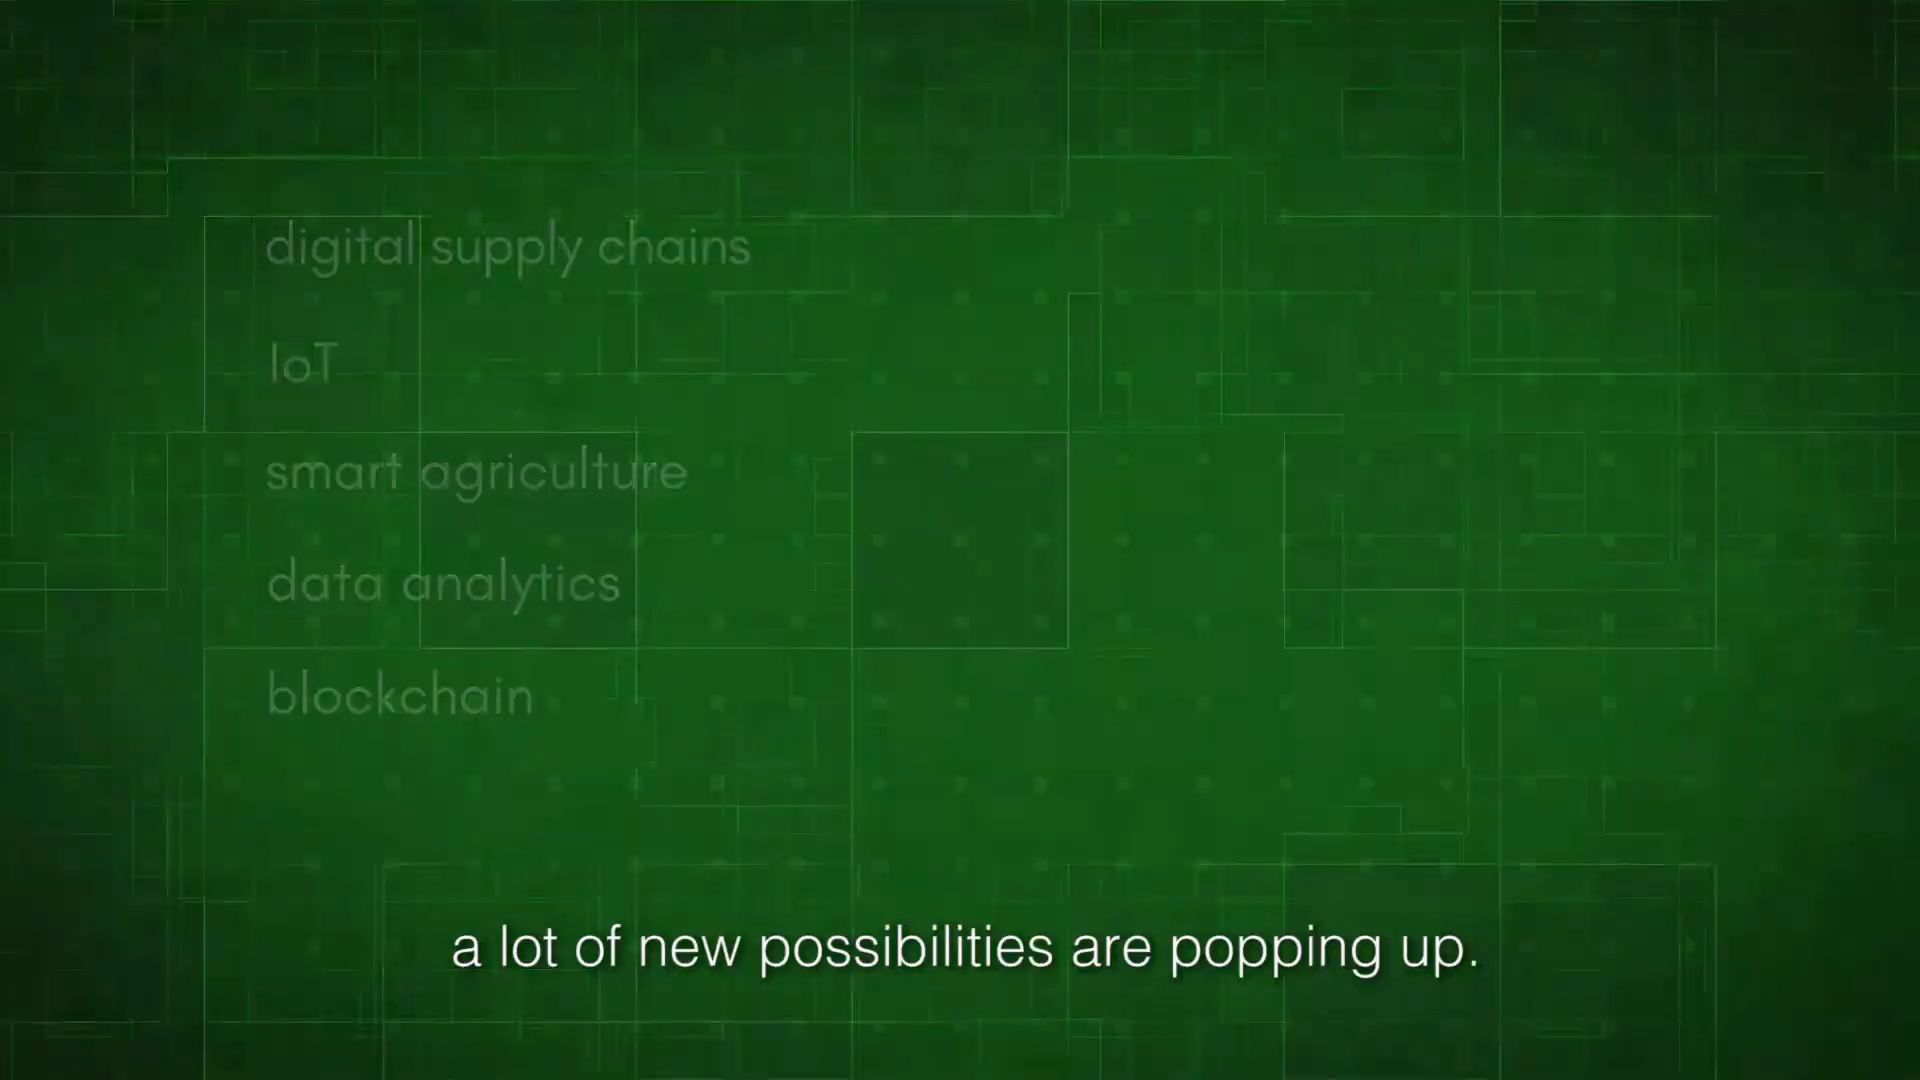 digital supply chains
IoT
smart agriculture
data analytics
blockchain
a lot of new possibilities are popping up.